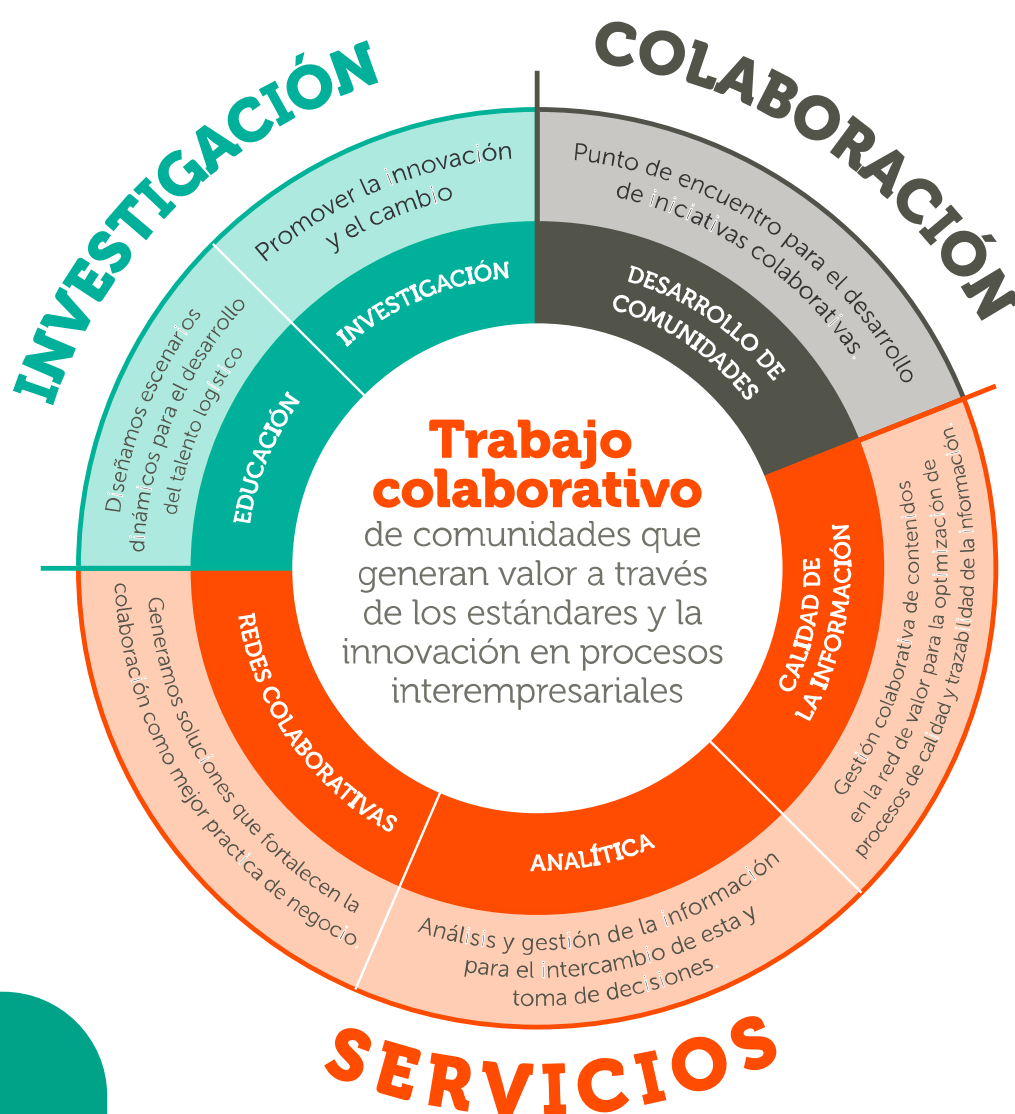 INVESTIGACIÓN
COLABORACIÓN
Promover la innovación
y el cambio
INVESTIGACIÓN
Punto de encuentro para el desarrollo
de iniciativas colaborativas.
DESARROLLO DE
COMUNIDADES
Diseñamos escenarios
dinámicos para el desarrollo
del talento logístico
EDUCACIÓN
Trabajo
colaborativo
de comunidades que
generan valor a través
de los estándares y la
innovación en procesos
interempresariales
CALIDAD DE
LA INFORMACIÓN
Gestión colaborativa de contenidos
en la red de valor para la optimización de
procesos de calidad y trazabilidad de la información.
REDES COLABORATIVAS
Generamos soluciones que fortalecen la
colaboración como mejor practica de negocio.
ANALÍTICA
Análisis y gestión de la información
para el intercambio de esta y
toma de decisiones.
SERVICIOS